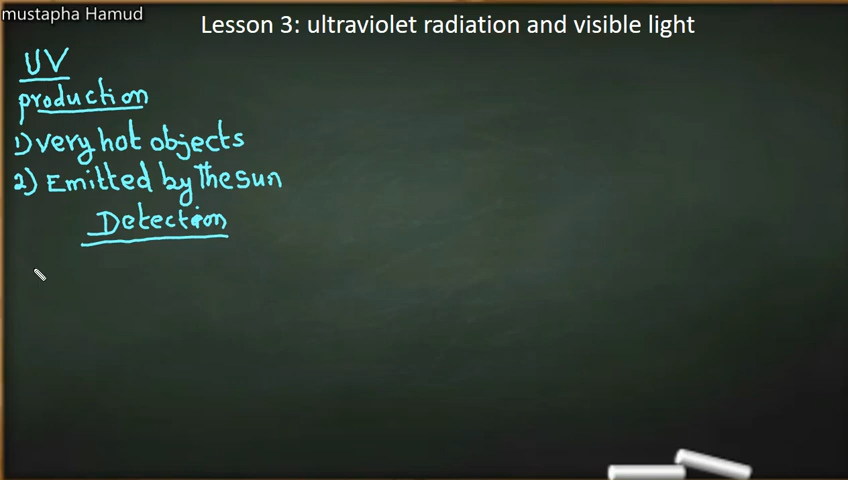 mustapha Hamud
Lesson 3: ultraviolet radiation and visible light
UV
production
1) very hot objects
2) Emitted by the sun
Detection